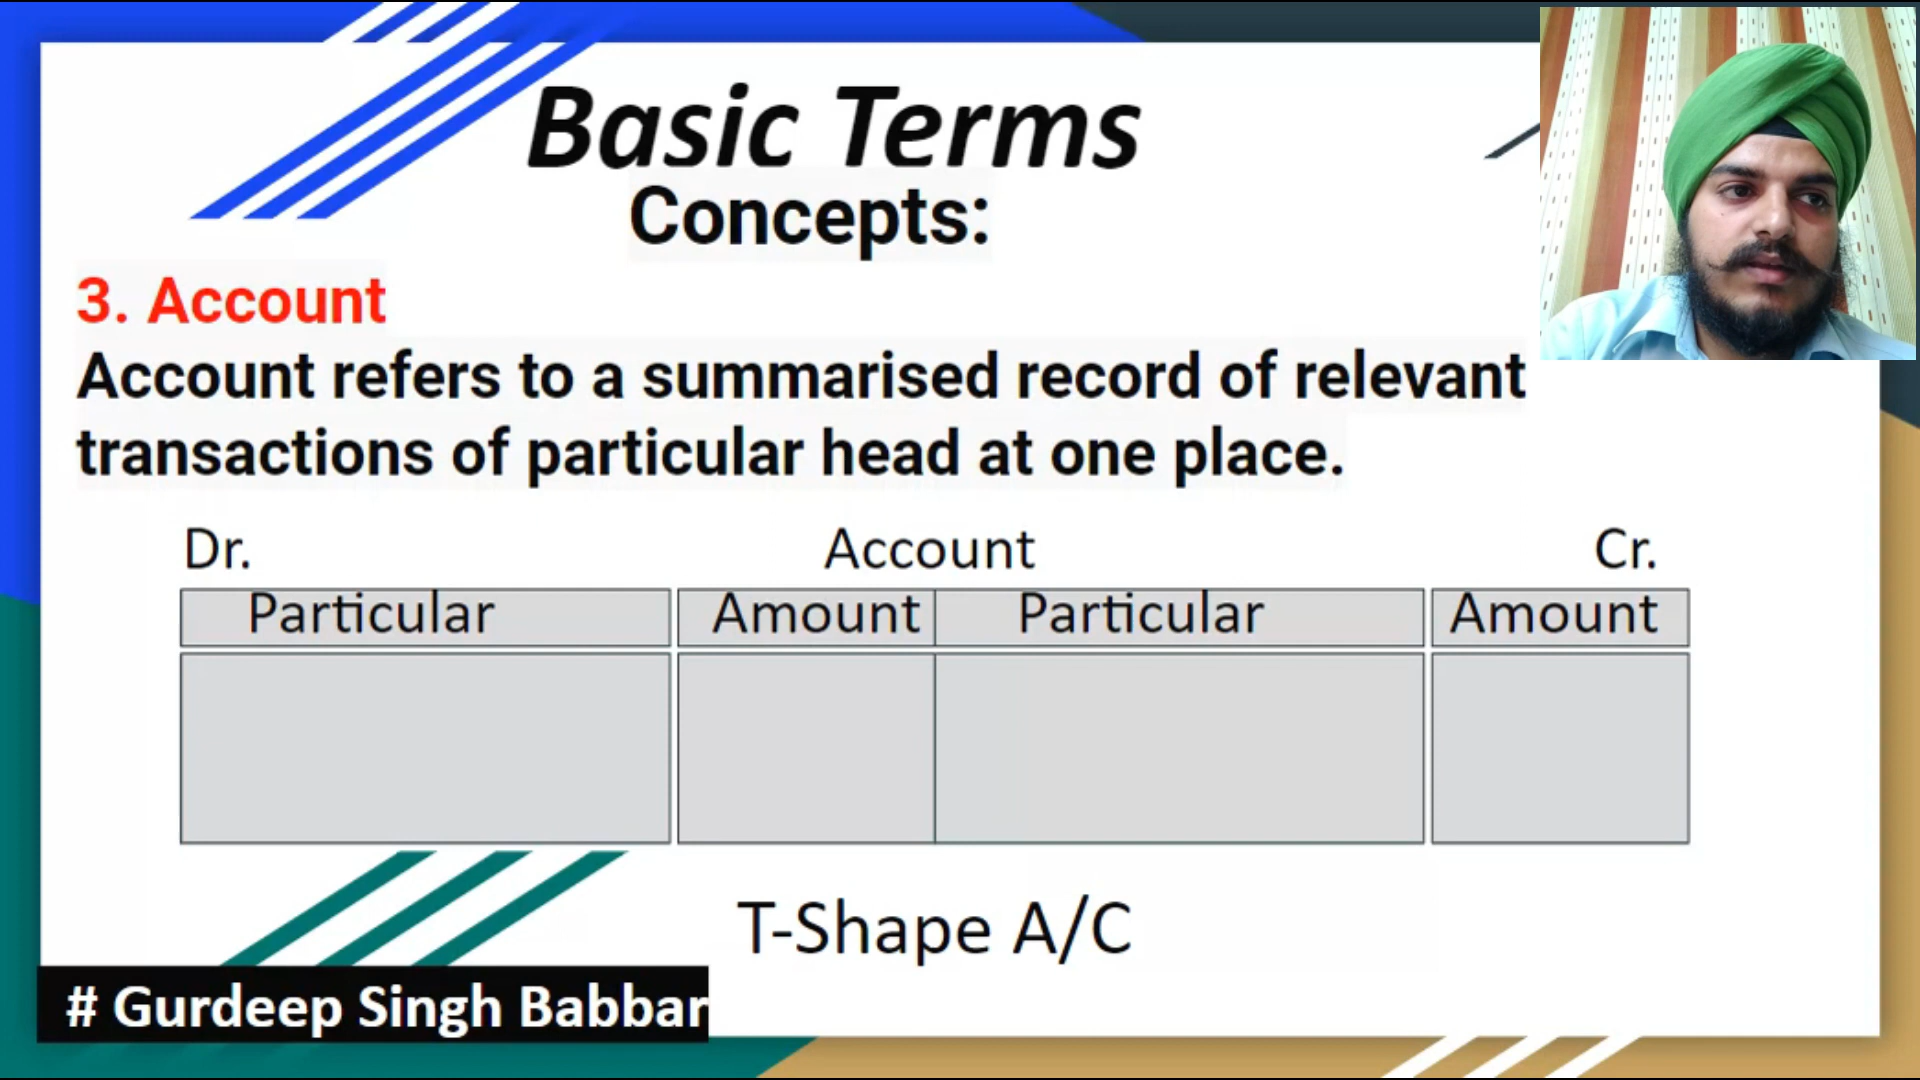 Basic Terms
Concepts:
3. Account
Account refers to a summarised record of relevant
transactions of particular head at one place.
Dr. Account Cr.
Particular Amount Particular Amount
T-Shape A/C
# Gurdeep Singh Babbar